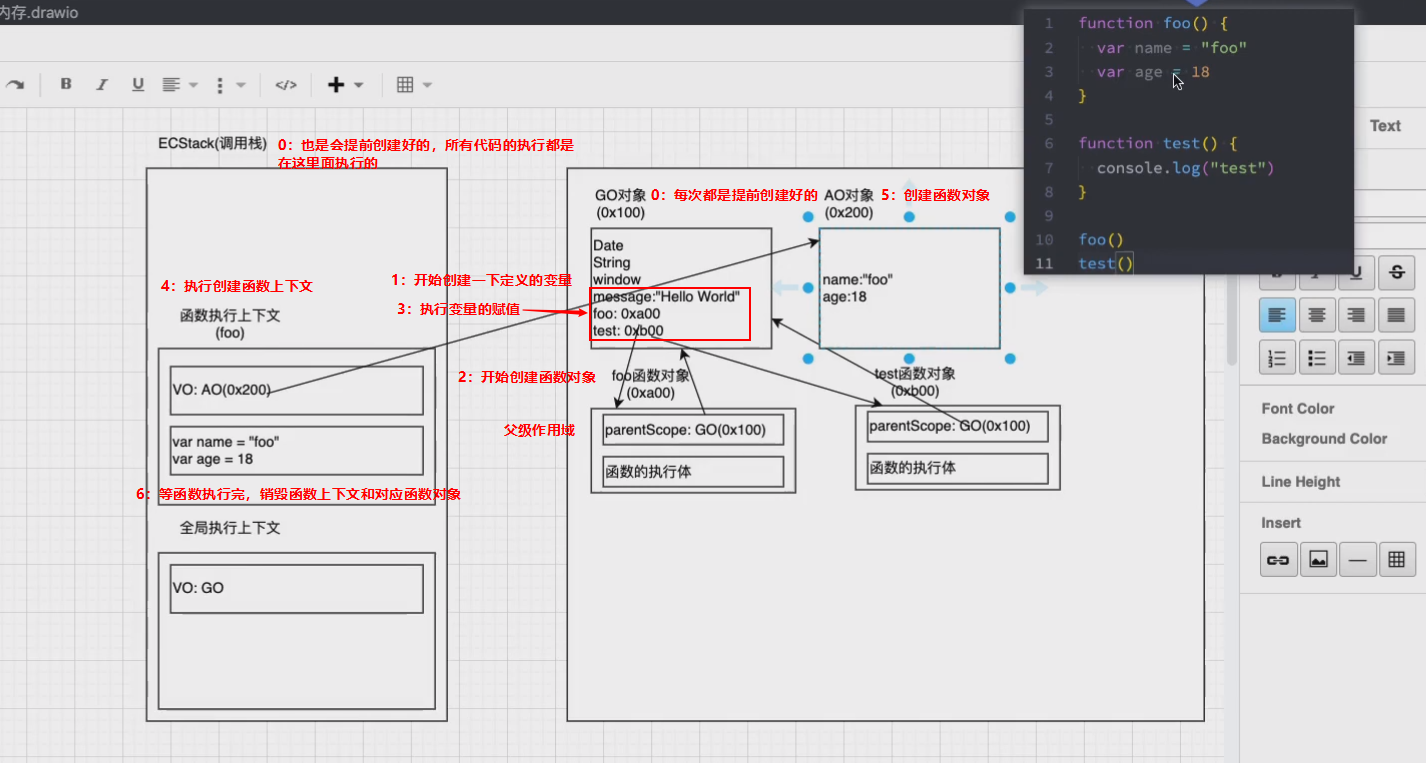 内存.drawio
B I U
</>
ECStack(调用栈)
0：也是会提前创建好的，所有代码的执行都是
在这里面执行的
4：执行创建函数上下文
函数执行上下文
(foo)
VO: AO(0x200)
var name = "foo"
var age = 18
6：等函数执行完，销毁函数上下文和对应函数对象
全局执行上下文
VO: GO
GO对象
(0x100)
0：每次都是提前创建好的
AO对象
(0x200)
5：创建函数对象
1：开始创建一下定义的变量
3：执行变量的赋值
Date
String
window
message:"Hello World"
foo: 0xa00
test: 0xb00
name:"foo"
age:18
2：开始创建函数对象
foo函数对象
(0xa00)
父级作用域
parentScope: GO(0x100)
函数的执行体
test函数对象
(0xb00)
parentScope: GO(0x100)
函数的执行体
1 function foo() {
2 var name = "foo"
3 var age = 18
4 }
5
6 function test() {
7 console.log("test")
8 }
9
10 foo()
11 test()
Text
B I U S
Font Color
Background Color
Line Height
Insert